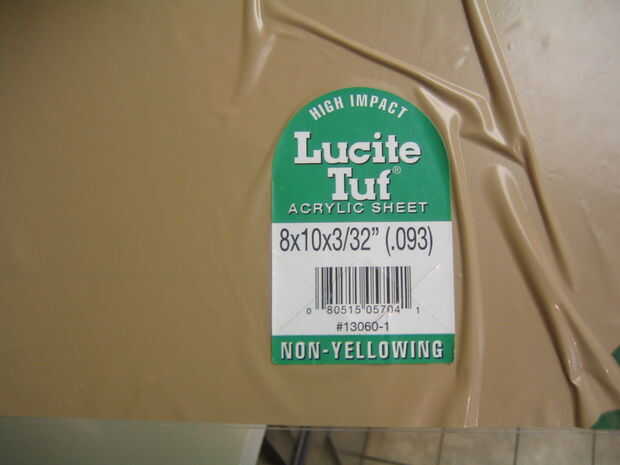 HIGH IMPACT
Lucite
Tuf®
ACRYLIC SHEET
8x10x3/32" (.093)
0 80515 05704 1
#13060-1
NON-YELLOWING